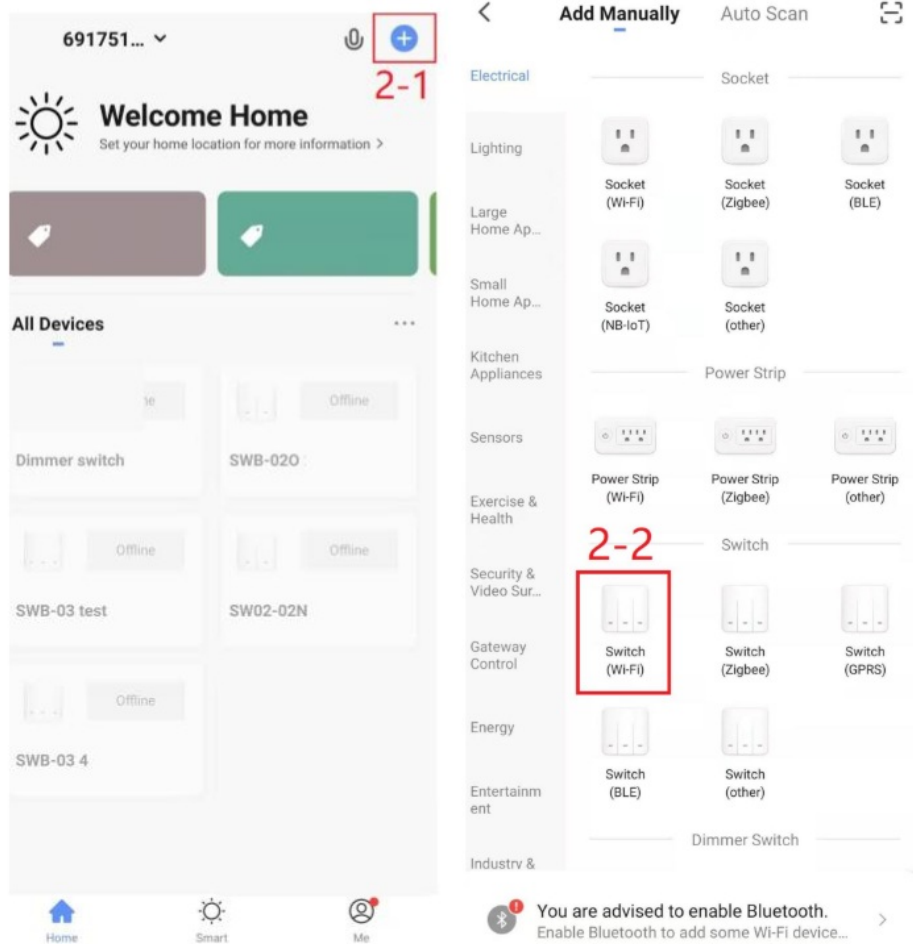 691751...
2-1
Welcome Home
Set your home location for more information >
All Devices
Dimmer switch
Offline
SWB-02O
Offline
SWB-03 test
Offline
SW02-02N
Offline
SWB-03 4
Home
Smart
Me
Add Manually
Auto Scan
Electrical
Lighting
Large
Home Ap...
Small
Home Ap...
Kitchen
Appliances
Sensors
Exercise &
Health
Security &
Video Sur...
Gateway
Control
Energy
Entertainm
ent
Industry &
Socket
Socket
(Wi-Fi)
Socket
(Zigbee)
Socket
(BLE)
Socket
(NB-IoT)
Socket
(other)
Power Strip
Power Strip
(Wi-Fi)
Power Strip
(Zigbee)
Power Strip
(other)
2-2
Switch
Switch
(Wi-Fi)
Switch
(Zigbee)
Switch
(GPRS)
Switch
(BLE)
Switch
(other)
Dimmer Switch
You are advised to enable Bluetooth.
Enable Bluetooth to add some Wi-Fi device...